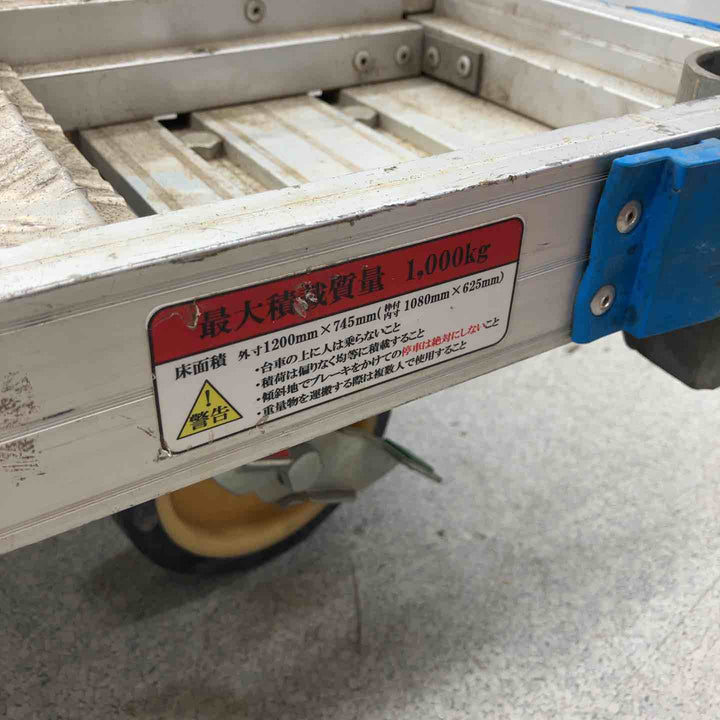 最大積載質量 1,000kg
床面積 外寸1200mm×745mm(枠付内寸 1080mm×625mm)
・台車の上に人は乗らないこと
・積荷は偏りなく均等に積載すること
・傾斜地でブレーキをかけての停車は絶対にしないこと
・重量物を運搬する際は複数人で使用すること
!
警告